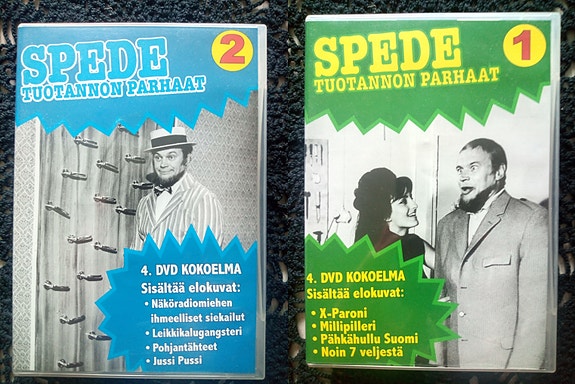 SPEDE
TUOTANNON PARHAAT
2
4. DVD KOKOELMA
Sisältää elokuvat:
• Näköradiomiehen
ihmeelliset siekailut
• Leikkikalugangsteri
• Pohjantähteet
• Jussi Pussi
SPEDE
TUOTANNON PARHAAT
1
4. DVD KOKOELMA
Sisältää elokuvat:
• X-Paroni
• Millipilleri
• Pähkähullu Suomi
• Noin 7 veljestä